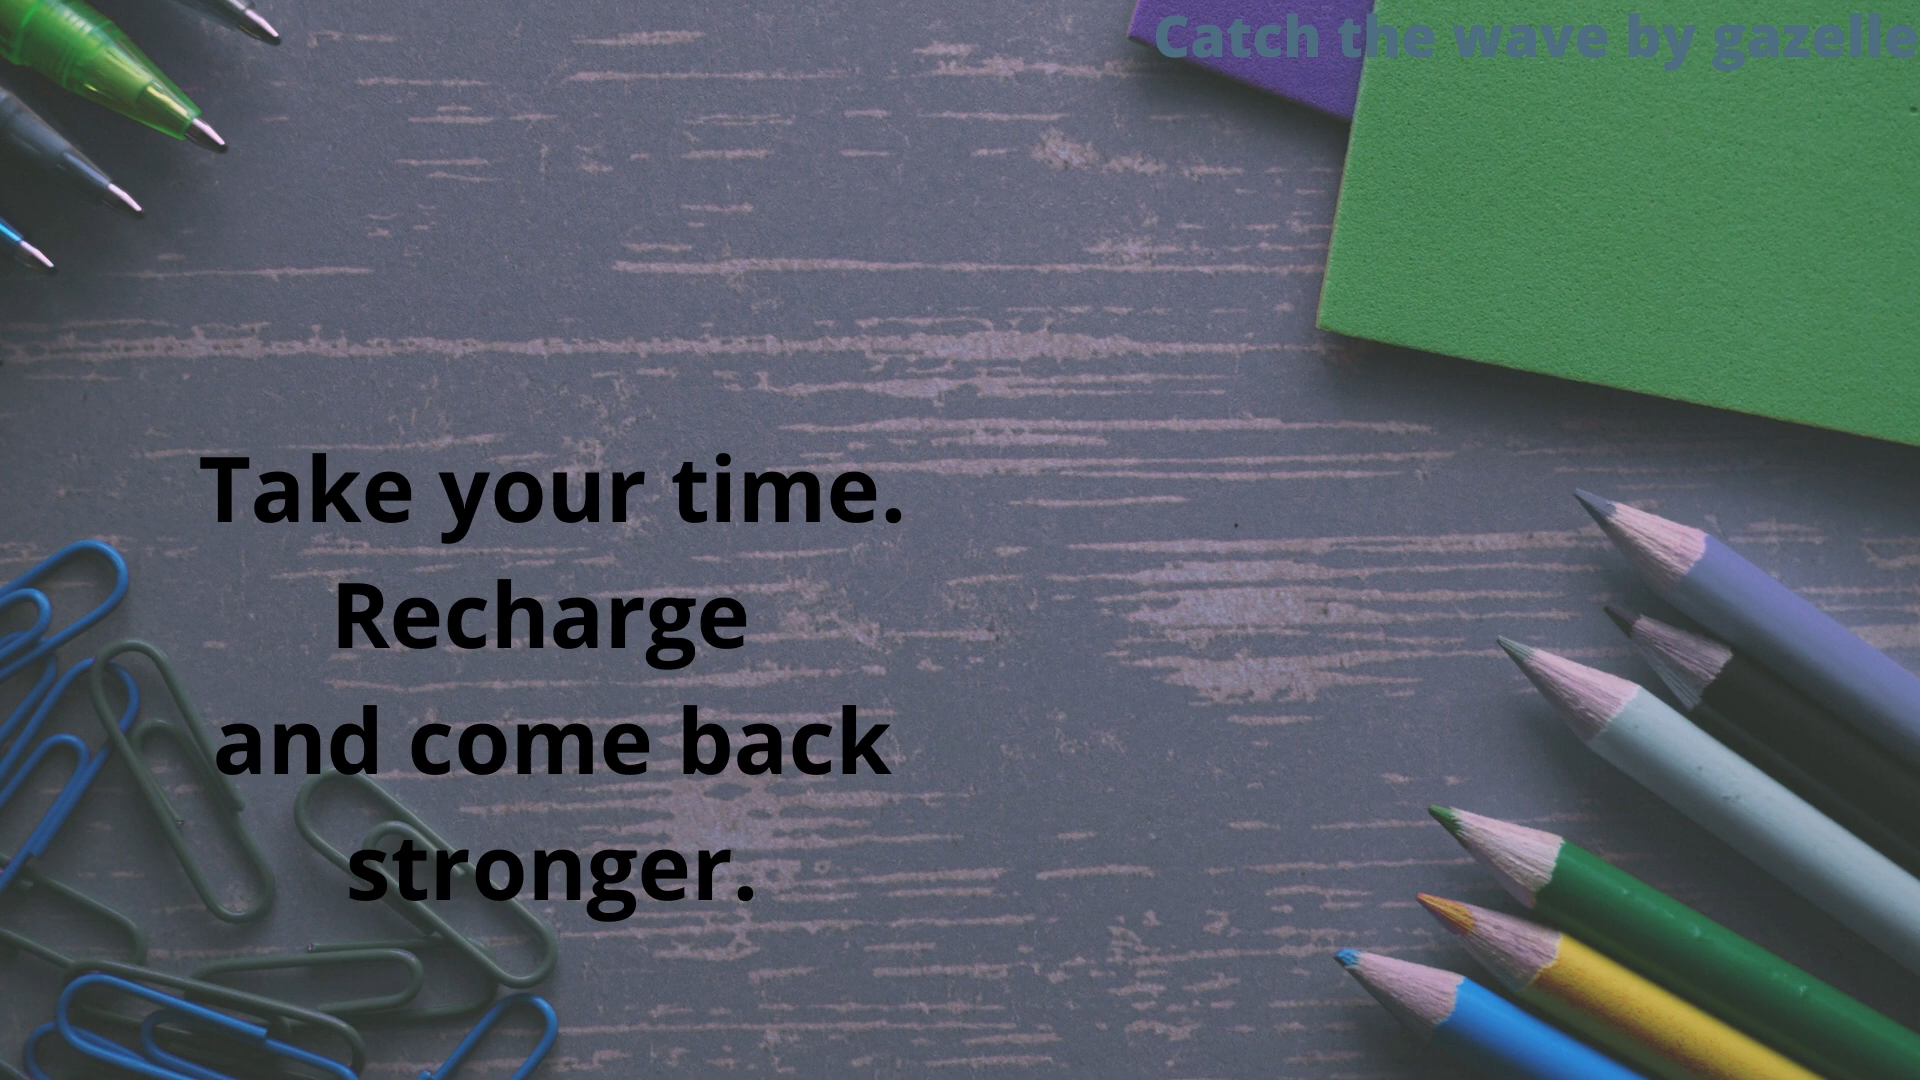 Catch the wave by gazelle
Take your time.
Recharge
and come back
stronger.